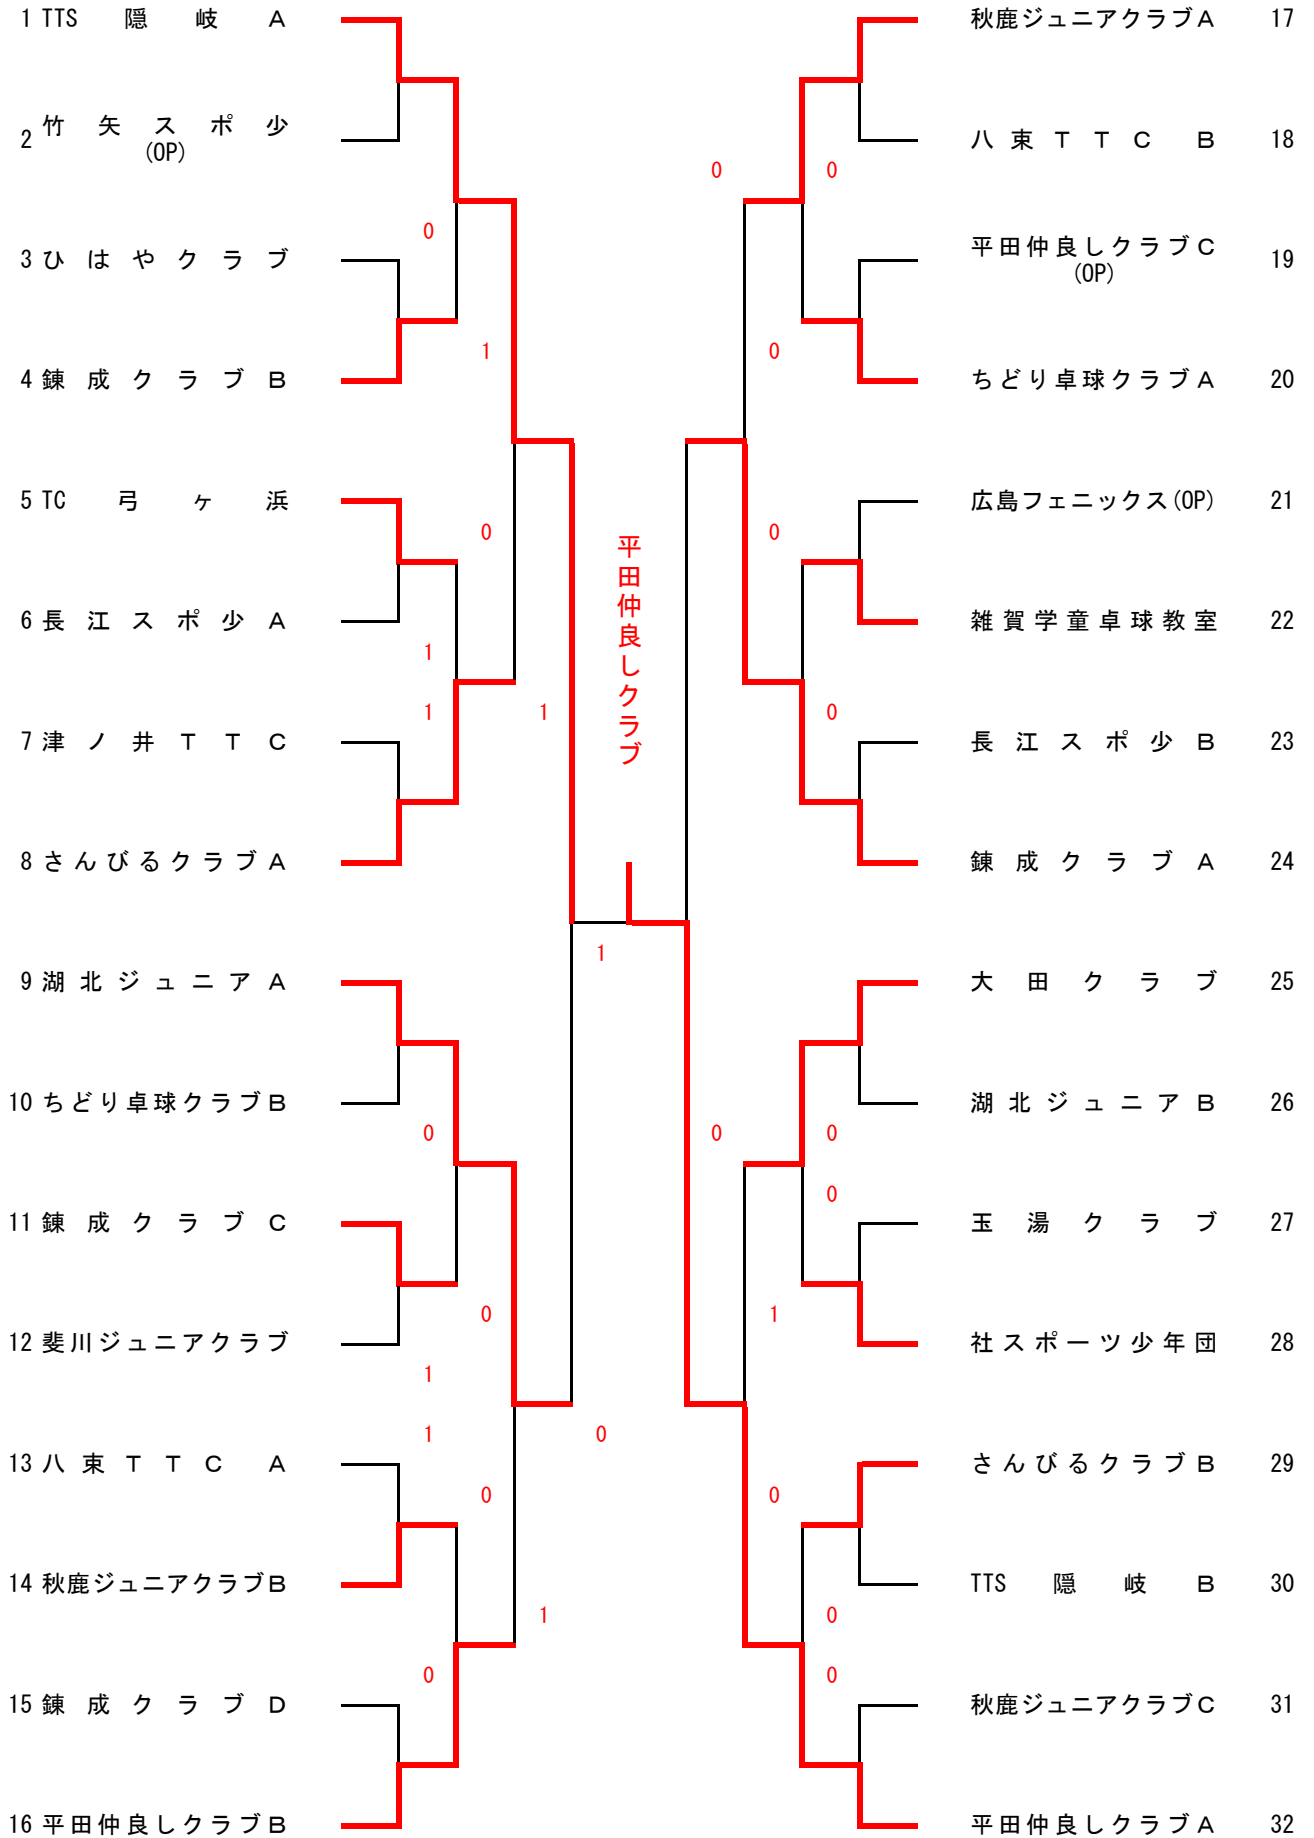 1 TTS 隠 岐 A
2 竹 矢 ス ポ 少
(OP)
0
3 ひ は や ク ラ ブ
1
4 錬 成 ク ラ ブ B
5 TC 弓 ヶ 浜
0
6 長 江 ス ポ 少 A
1
1
7 津 ノ 井 T T C
1
8 さんびるクラブA
9 湖 北 ジ ュ ニ ア A
10 ちどり卓球クラブB
0
11 錬 成 ク ラ ブ C
0
12 斐川ジュニアクラブ
1
1
13 八 束 T T C A
0
14 秋鹿ジュニアクラブB
1
0
15 錬 成 ク ラ ブ D
16 平田仲良しクラブB
平田仲良しクラブ
1
0
秋鹿ジュニアクラブA 17
八 束 T T C B 18
0
0
平田仲良しクラブC 19
(OP)
0
ちどり卓球クラブA 20
広島フェニックス(OP) 21
0
雑賀学童卓球教室 22
0
長 江 ス ポ 少 B 23
錬 成 ク ラ ブ A 24
大 田 ク ラ ブ 25
湖 北 ジ ュ ニ ア B 26
0
0
0
玉 湯 ク ラ ブ 27
1
社スポーツ少年団 28
さんびるクラブB 29
0
TTS 隠 岐 B 30
0
0
秋鹿ジュニアクラブC 31
平田仲良しクラブA 32